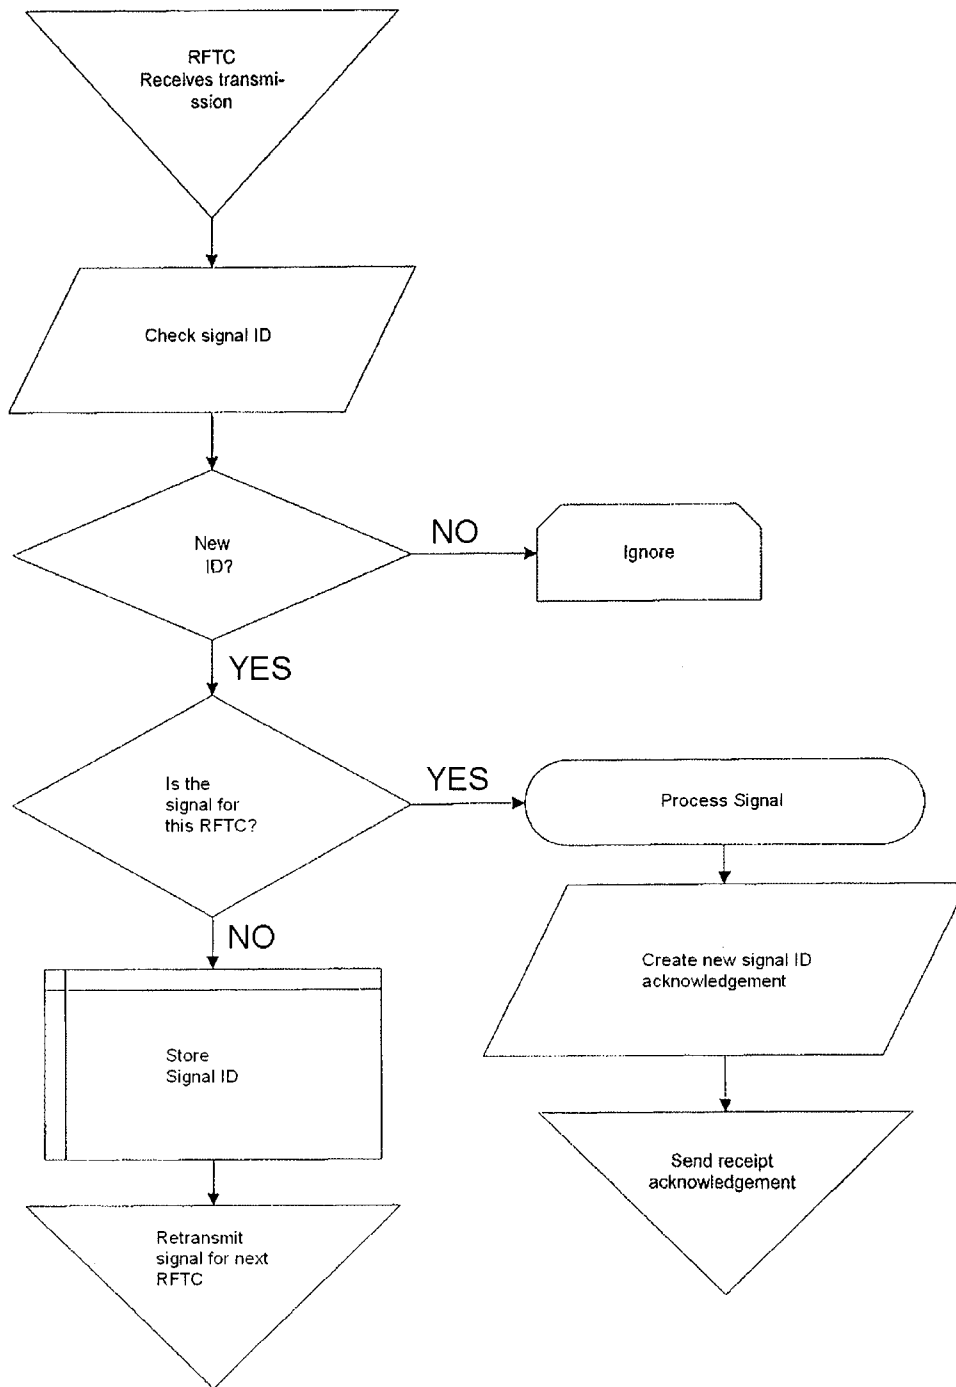 RFTC
Receives transmi-
ssion
Check signal ID
New
ID?
NO
Ignore
YES
Is the
signal for
this RFTC?
YES
Process Signal
NO
Create new signal ID
acknowledgement
Store
Signal ID
Send receipt
acknowledgement
Retransmit
signal for next
RFTC